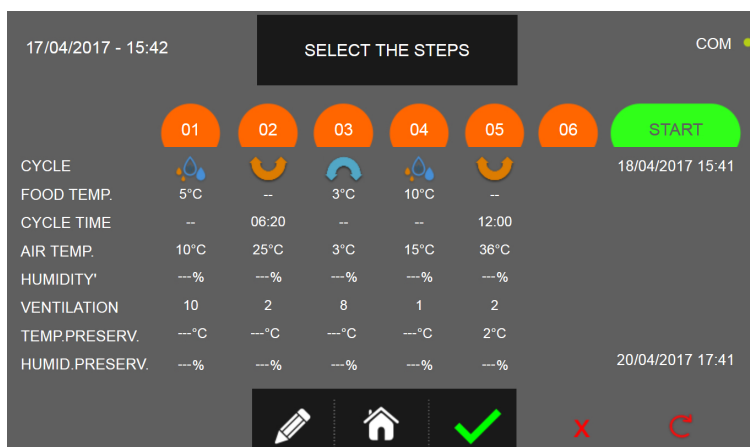 17/04/2017 - 15:42 SELECT THE STEPS COM
01 02 03 04 05 06 START
CYCLE 18/04/2017 15:41
FOOD TEMP. 5°C -- 3°C 10°C --
CYCLE TIME -- 06:20 -- -- 12:00
AIR TEMP. 10°C 25°C 3°C 15°C 36°C
HUMIDITY' ---% ---% ---% ---% ---%
VENTILATION 10 2 8 1 2
TEMP.PRESERV. ---°C ---°C ---°C ---°C 2°C
HUMID.PRESERV. ---% ---% ---% ---% ---% 20/04/2017 17:41
X